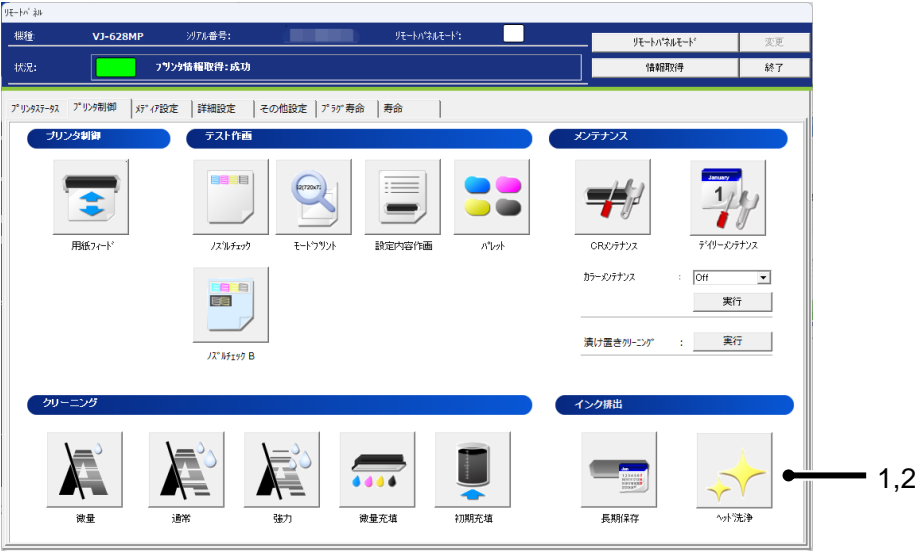 ﾘﾓｰﾄﾊﾟﾈﾙ
機種: VJ-628MP ｼﾘｱﾙ番号: ﾘﾓｰﾄﾊﾟﾈﾙﾓｰﾄﾞ: ﾘﾓｰﾄﾊﾟﾈﾙﾓｰﾄﾞ 変更
状況: ﾌﾟﾘﾝﾀ情報取得:成功 情報取得 終了
ﾌﾟﾘﾝﾀｽﾃｰﾀｽ ﾌﾟﾘﾝﾀ制御 ﾒﾃﾞｨｱ設定 詳細設定 その他設定 ﾌﾟﾗｸﾞ寿命 寿命
プリンタ制御 テスト作画 メンテナンス
用紙ﾌｨｰﾄﾞ ﾉｽﾞﾙﾁｪｯｸ ﾓｰﾄﾞﾌﾟﾘﾝﾄ 設定内容作画 ﾊﾟﾚｯﾄ CRﾒﾝﾃﾅﾝｽ ﾃﾞｲﾘｰﾒﾝﾃﾅﾝｽ
January
1
ｶﾗｰﾒﾝﾃﾅﾝｽ : Off
実行
漬け置きｸﾘｰﾆﾝｸﾞ : 実行
ﾉｽﾞﾙﾁｪｯｸ B
クリーニング インク排出
微量 通常 強力 微量充填 初期充填 長期保存 ﾍｯﾄﾞ洗浄
1,2